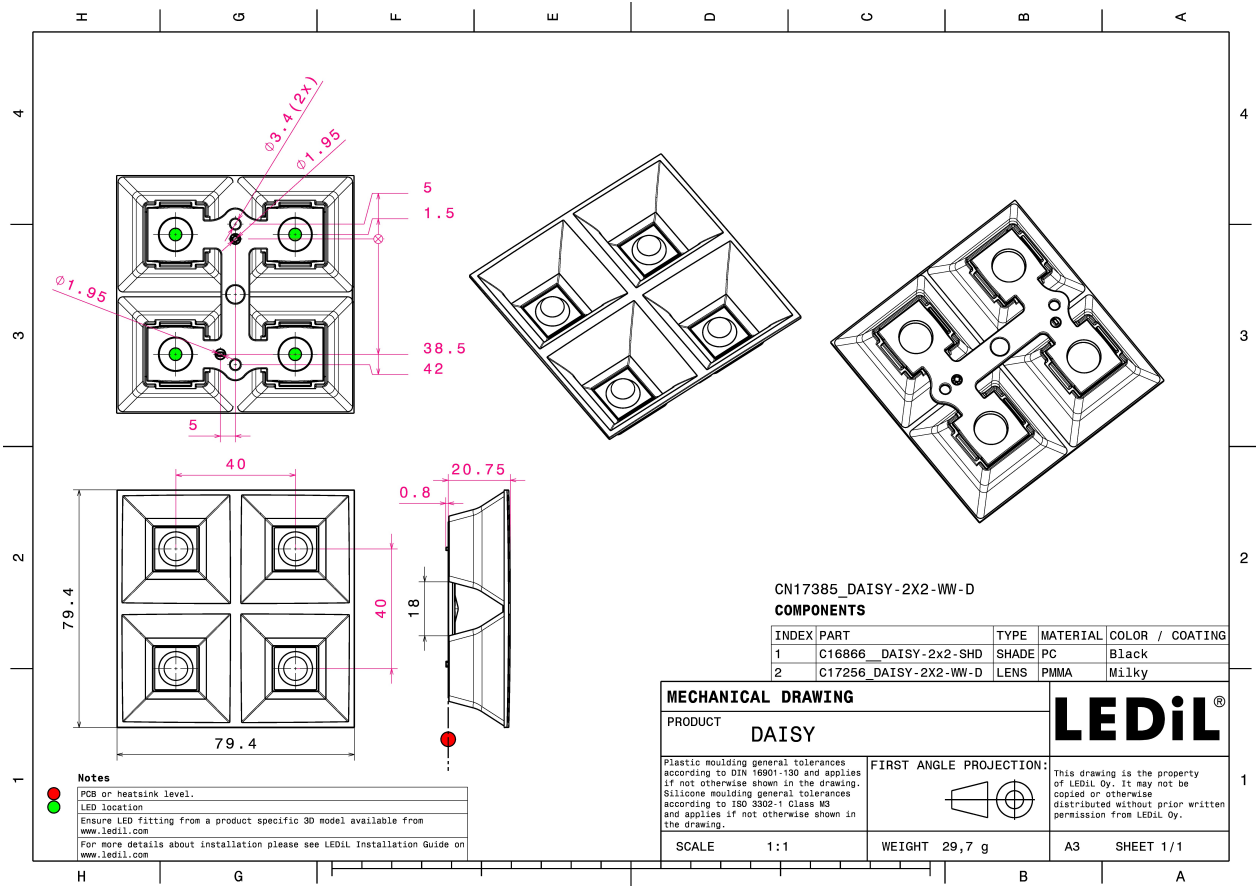 H G F E D C B A
4
4
3
3
2
2
1
1
⌀3.4(2x)
⌀1.95
5
1.5
⌀1.95
38.5
42
5
40
20.75
0.8
79.4
40
18
79.4
CN17385_DAISY-2X2-WW-D
COMPONENTS
INDEX PART TYPE MATERIAL COLOR / COATING
1 C16866__DAISY-2x2-SHD SHADE PC Black
2 C17256_DAISY-2X2-WW-D LENS PMMA Milky
MECHANICAL DRAWING
PRODUCT
DAISY
LEDiL®
Plastic moulding general tolerances
according to DIN 16901-130 and applies
if not otherwise shown in the drawing.
Silicone moulding general tolerances
according to ISO 3302-1 Class M3
and applies if not otherwise shown in
the drawing.
FIRST ANGLE PROJECTION:
This drawing is the property
of LEDiL Oy. It may not be
copied or otherwise
distributed without prior written
permission from LEDiL Oy.
SCALE 1:1
WEIGHT 29,7 g
A3 SHEET 1/1
Notes
PCB or heatsink level.
LED location
Ensure LED fitting from a product specific 3D model available from
www.ledil.com
For more details about installation please see LEDiL Installation Guide on
www.ledil.com
H G B A